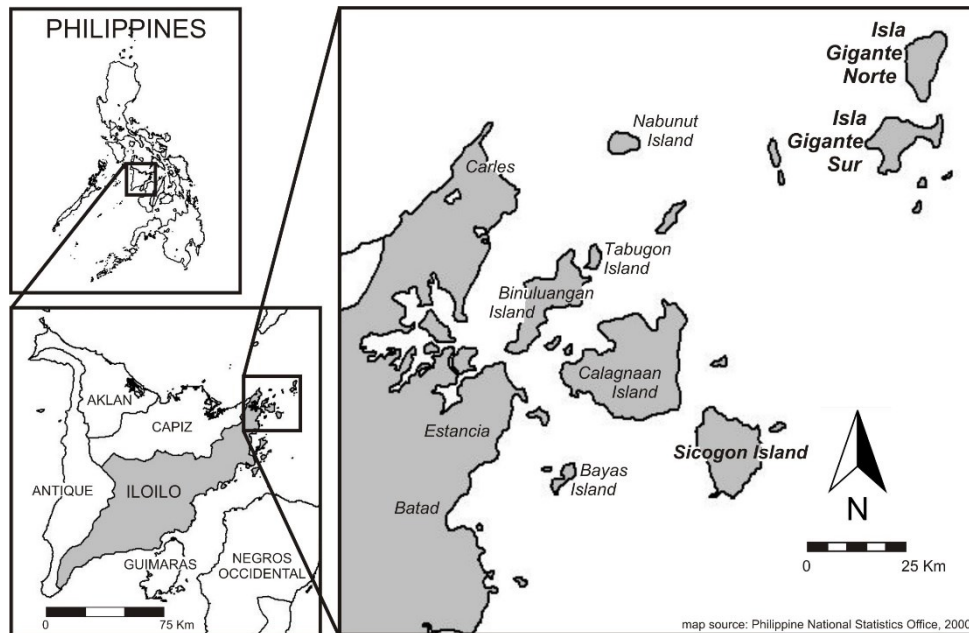 PHILIPPINES
AKLAN
CAPIZ
ANTIQUE
ILOILO
GUIMARAS
NEGROS
OCCIDENTAL
0 75 Km
Isla
Gigante
Norte
Isla
Gigante
Sur
Nabunut
Island
Carles
Tabugon
Island
Binuluangan
Island
Calagnaan
Island
Estancia
Sicogon Island
Bayas
Island
Batad
N
0 25 Km
map source: Philippine National Statistics Office, 2000